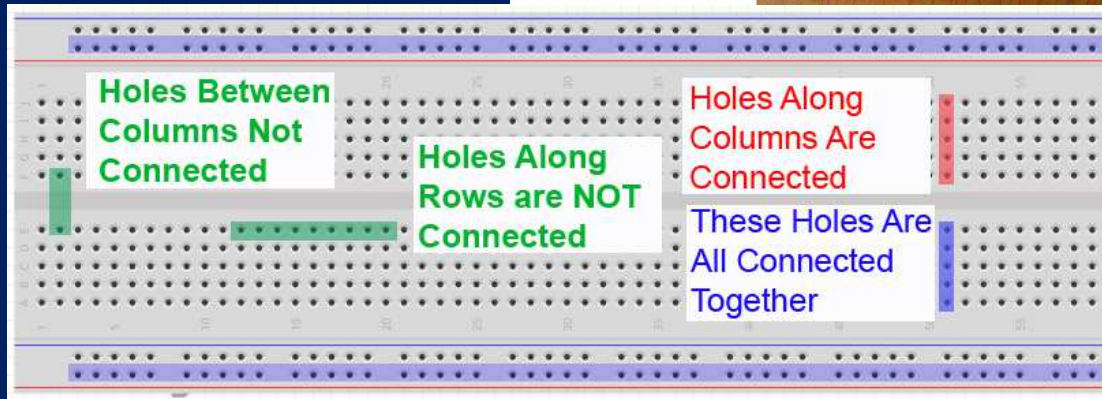 Holes Between
Columns Not
Connected
Holes Along
Rows are NOT
Connected
Holes Along
Columns Are
Connected
These Holes Are
All Connected
Together